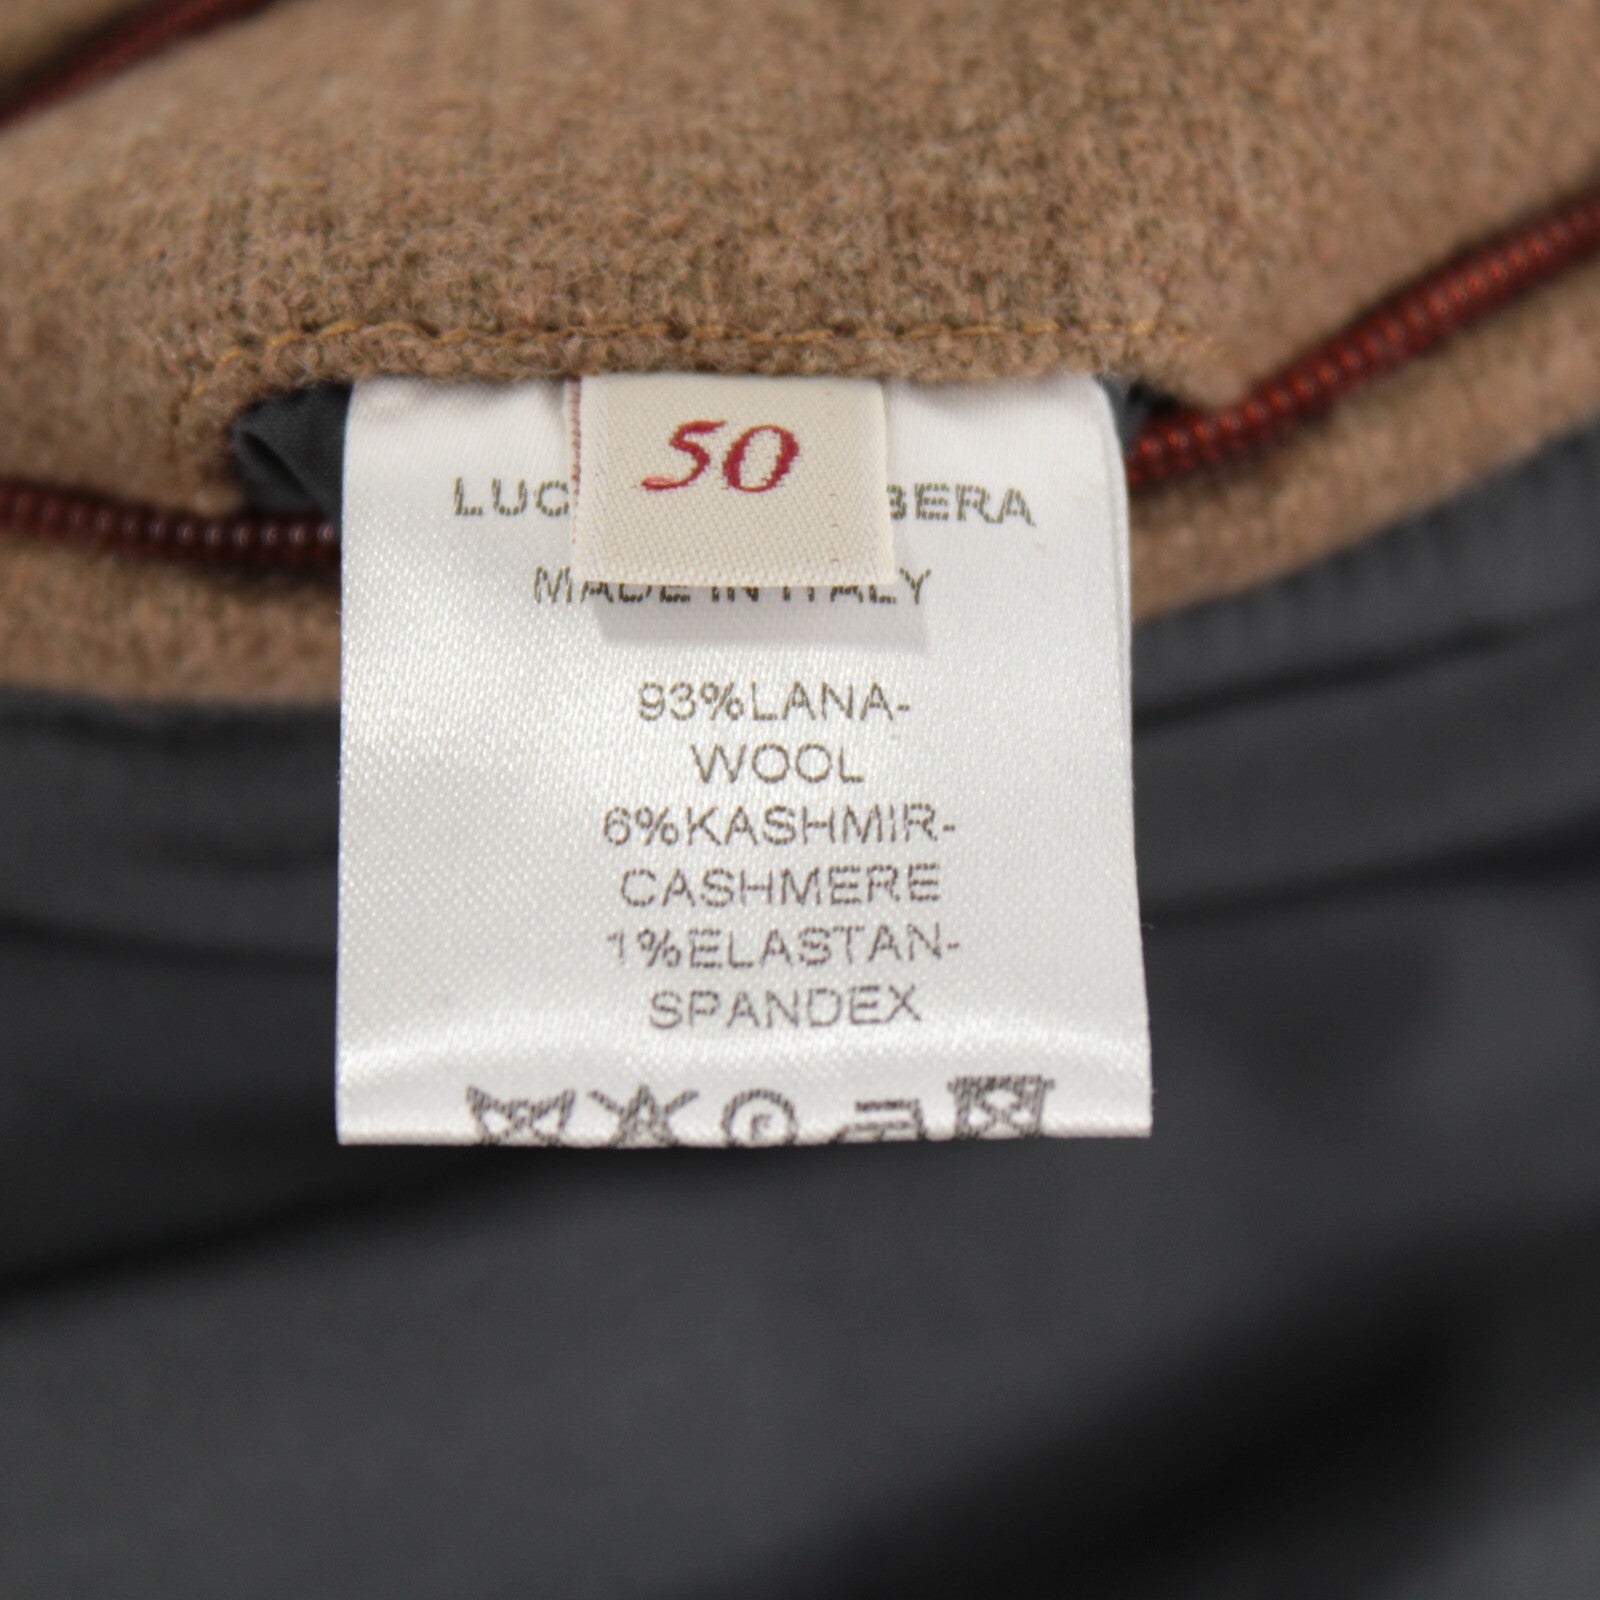 50
MADE IN ITALY
93%LANA-
WOOL
6%KASHMIR-
CASHMERE
1%ELASTAN-
SPANDEX